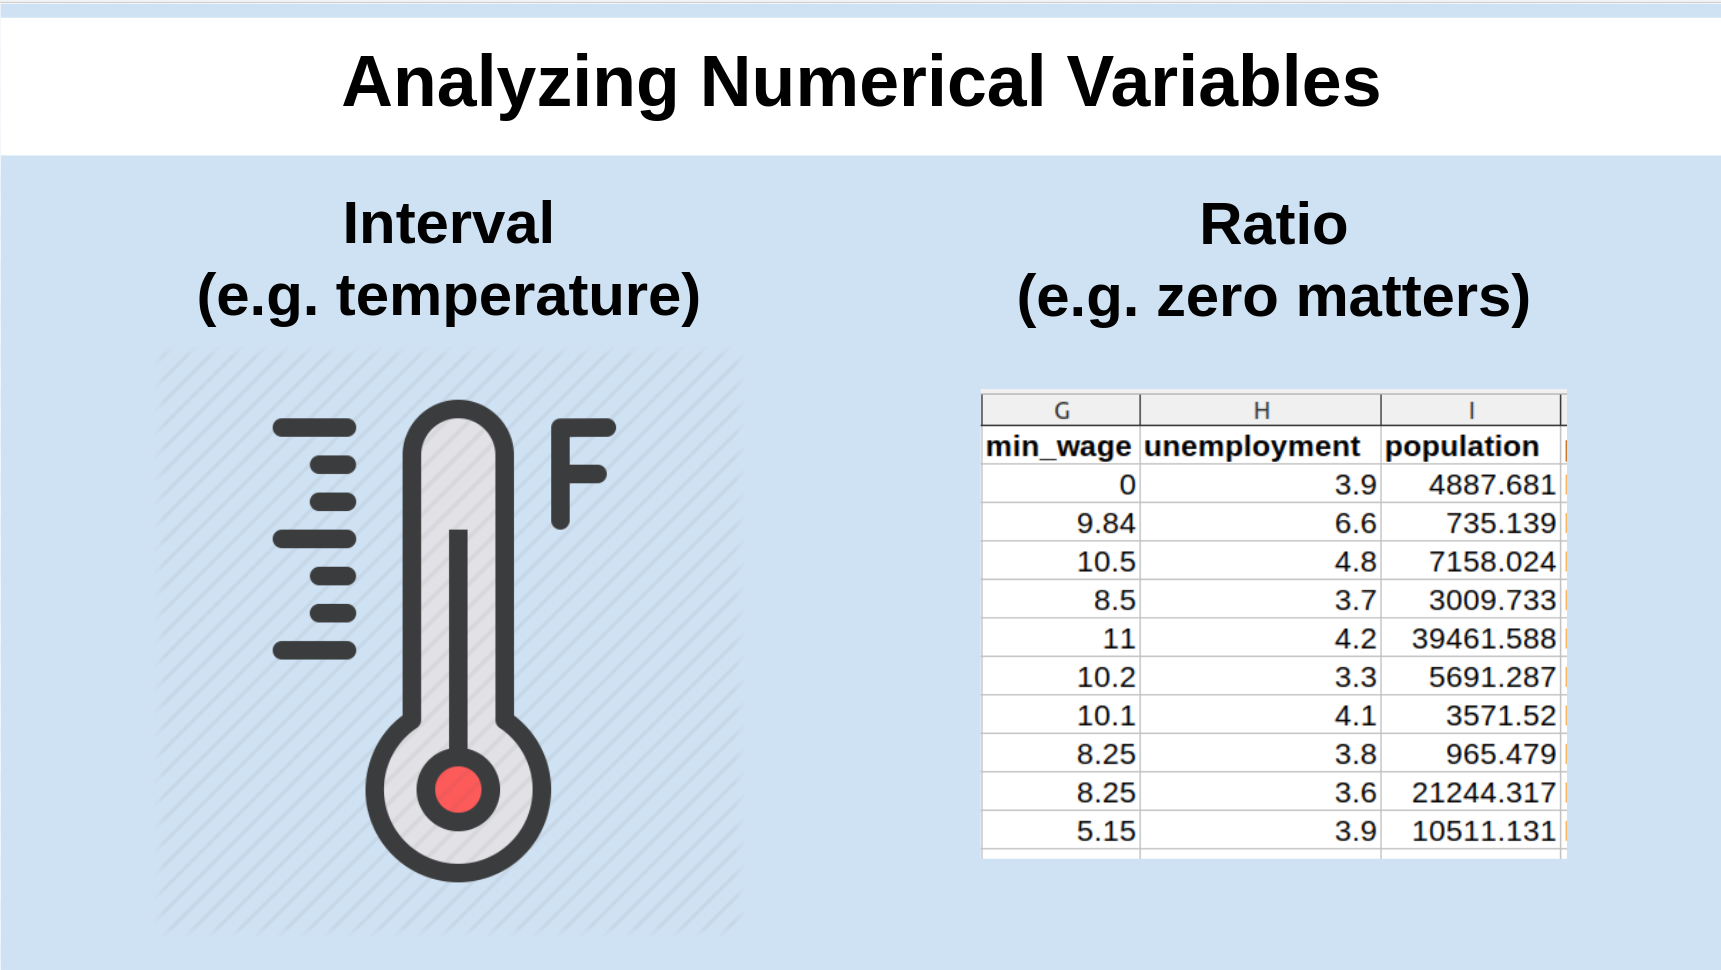 Analyzing Numerical Variables
Interval
(e.g. temperature)
Ratio
(e.g. zero matters)
F
G H I
min_wage unemployment population
0 3.9 4887.681
9.84 6.6 735.139
10.5 4.8 7158.024
8.5 3.7 3009.733
11 4.2 39461.588
10.2 3.3 5691.287
10.1 4.1 3571.52
8.25 3.8 965.479
8.25 3.6 21244.317
5.15 3.9 10511.131